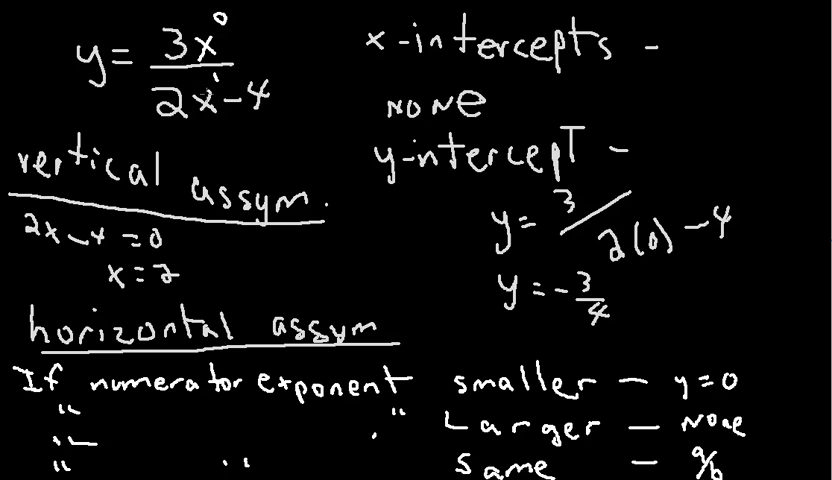 y = 3x⁰ / 2x¹ - 4
vertical assym.
2x - 4 = 0
x = 2
x-intercepts -
none
y-intercept -
y = 3 / 2(0) - 4
y = - 3/4
horizontal assym
If numerator exponent smaller - y = 0
" " Larger - None
" " Same - a/b